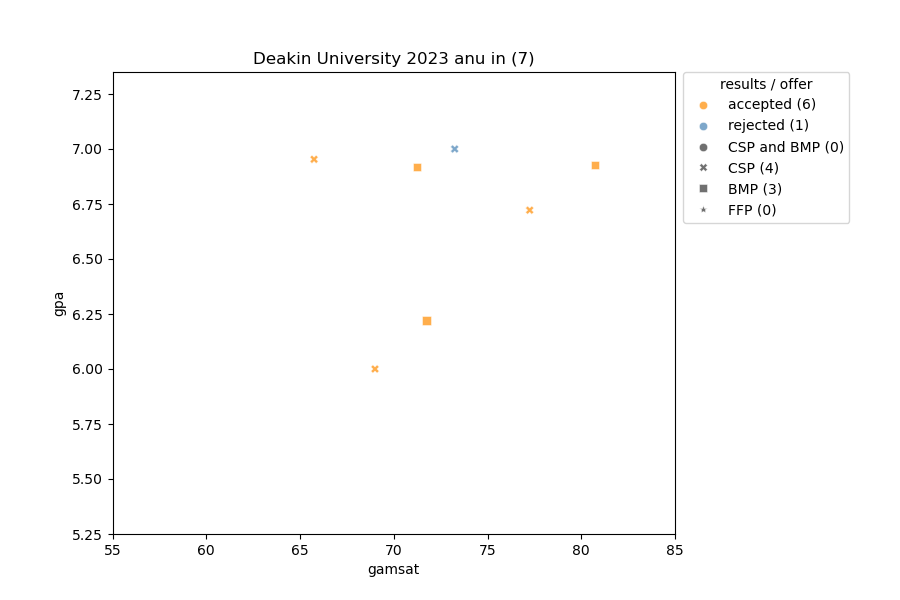 Deakin University 2023 anu in (7)
results / offer
accepted (6)
rejected (1)
CSP and BMP (0)
CSP (4)
BMP (3)
FFP (0)
7.25
7.00
6.75
6.50
6.25
6.00
5.75
5.50
5.25
gpa
55 60 65 70 75 80 85
gamsat